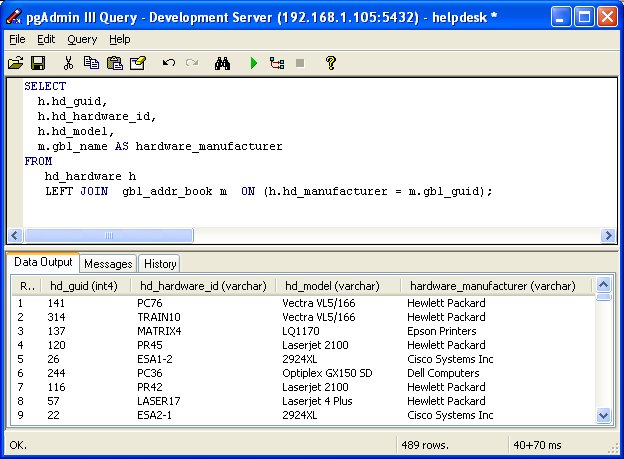 pgAdmin III Query - Development Server (192.168.1.105:5432) - helpdesk *
File Edit Query Help
SELECT
h.hd_guid,
h.hd_hardware_id,
h.hd_model,
m.gbl_name AS hardware_manufacturer
FROM
hd_hardware h
LEFT JOIN gbl_addr_book m ON (h.hd_manufacturer = m.gbl_guid);
Data Output Messages History
R.. hd_guid (int4) hd_hardware_id (varchar) hd_model (varchar) hardware_manufacturer (varchar)
1 141 PC76 Vectra VL5/166 Hewlett Packard
2 314 TRAIN10 Vectra VL5/166 Hewlett Packard
3 137 MATRIX4 LQ1170 Epson Printers
4 120 PR45 Laserjet 2100 Hewlett Packard
5 26 ESA1-2 2924XL Cisco Systems Inc
6 244 PC36 Optiplex GX150 SD Dell Computers
7 116 PR42 Laserjet 2100 Hewlett Packard
8 57 LASER17 Laserjet 4 Plus Hewlett Packard
9 22 ESA2-1 2924XL Cisco Systems Inc
OK. 489 rows. 40+70 ms